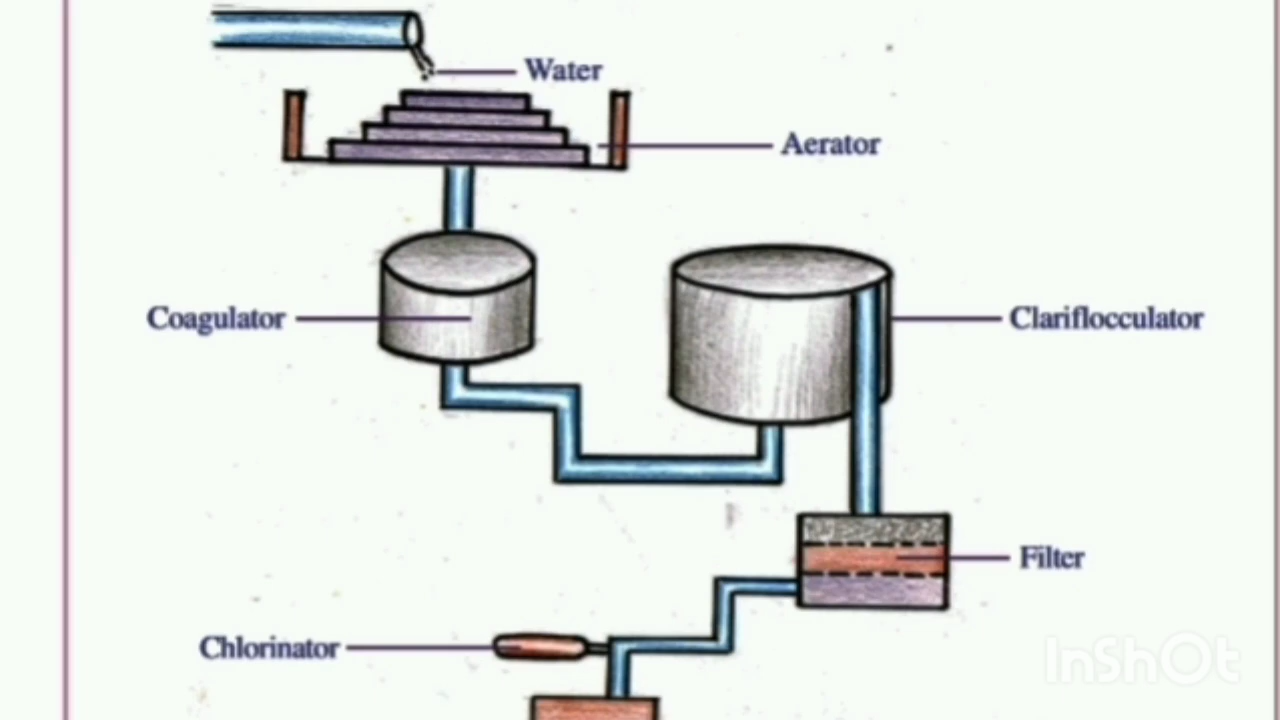 Water
Aerator
Coagulator
Clariflocculator
Filter
Chlorinator
InShOt